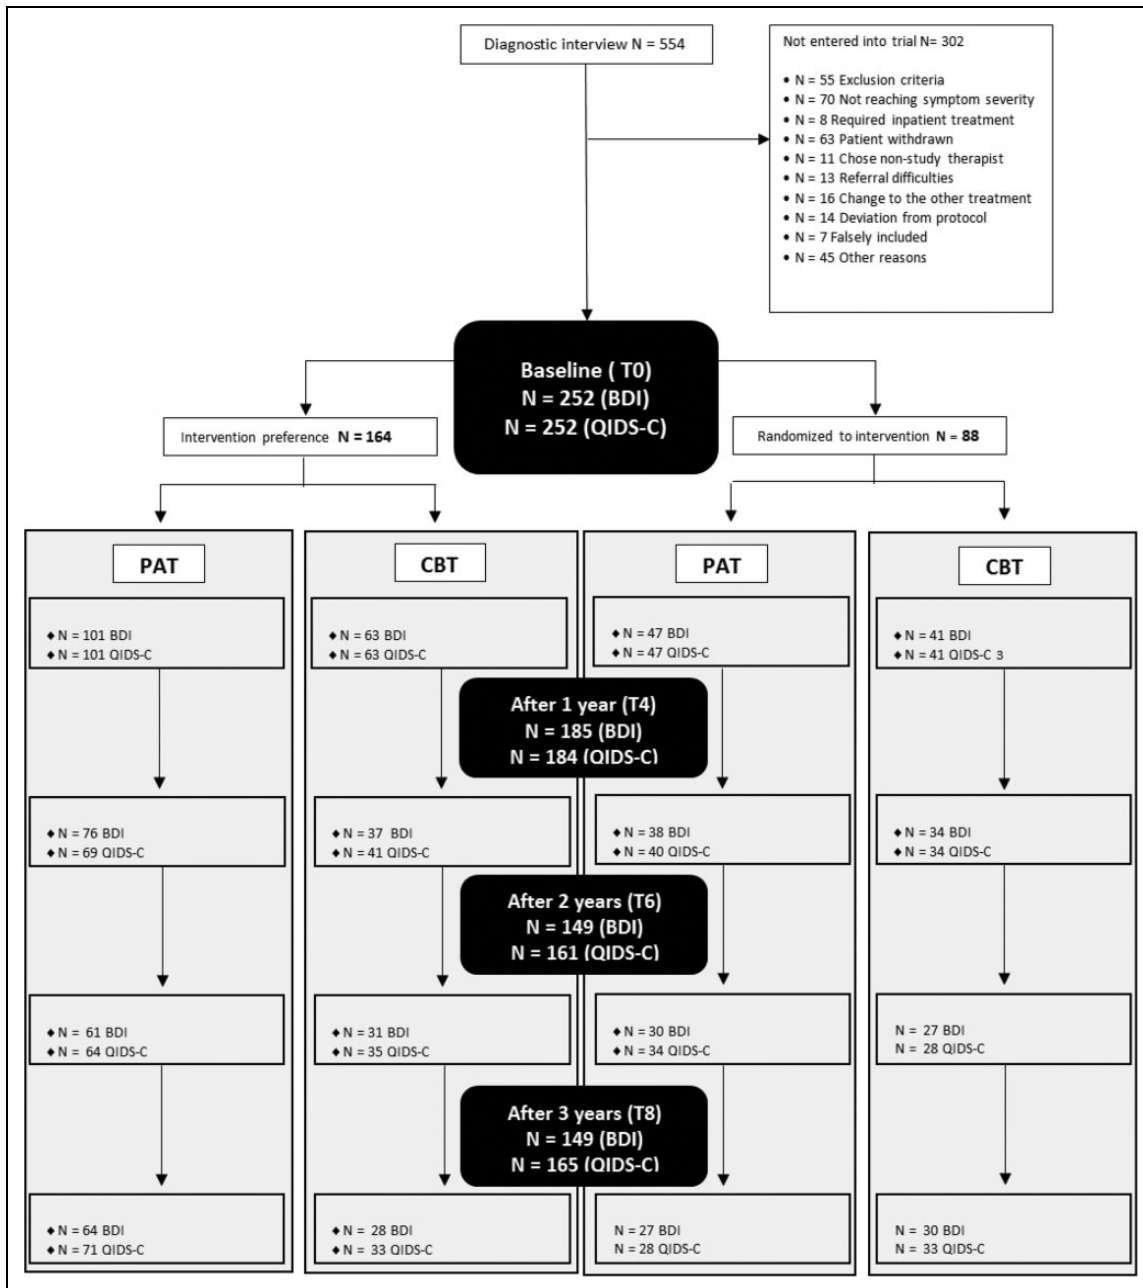 Diagnostic interview N = 554
Not entered into trial N= 302
• N = 55 Exclusion criteria
• N = 70 Not reaching symptom severity
• N = 8 Required inpatient treatment
• N = 63 Patient withdrawn
• N = 11 Chose non-study therapist
• N = 13 Referral difficulties
• N = 16 Change to the other treatment
• N = 14 Deviation from protocol
• N = 7 Falsely included
• N = 45 Other reasons
Baseline ( T0)
N = 252 (BDI)
N = 252 (QIDS-C)
Intervention preference N = 164
Randomized to intervention N = 88
PAT
CBT
PAT
CBT
◆ N = 101 BDI
◆ N = 101 QIDS-C
◆ N = 63 BDI
◆ N = 63 QIDS-C
◆ N = 47 BDI
◆ N = 47 QIDS-C
◆ N = 41 BDI
◆ N = 41 QIDS-C 3
After 1 year (T4)
N = 185 (BDI)
N = 184 (QIDS-C)
◆ N = 76 BDI
◆ N = 69 QIDS-C
◆ N = 37 BDI
◆ N = 41 QIDS-C
◆ N = 38 BDI
◆ N = 40 QIDS-C
◆ N = 34 BDI
◆ N = 34 QIDS-C
After 2 years (T6)
N = 149 (BDI)
N = 161 (QIDS-C)
◆ N = 61 BDI
◆ N = 64 QIDS-C
◆ N = 31 BDI
◆ N = 35 QIDS-C
◆ N = 30 BDI
◆ N = 34 QIDS-C
N = 27 BDI
N = 28 QIDS-C
After 3 years (T8)
N = 149 (BDI)
N = 165 (QIDS-C)
◆ N = 64 BDI
◆ N = 71 QIDS-C
◆ N = 28 BDI
◆ N = 33 QIDS-C
N = 27 BDI
N = 28 QIDS-C
N = 30 BDI
N = 33 QIDS-C